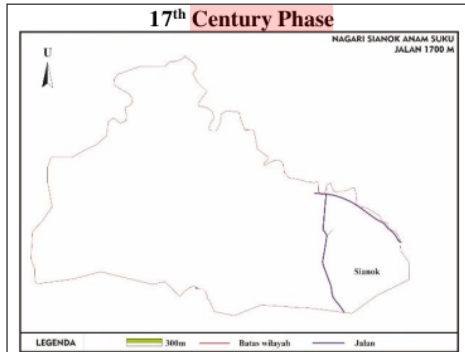 17th Century Phase
NAGARI SIANOK ANAM SUKU
JALAN 1700 M
U
Sianok
LEGENDA 300m Batas wilayah Jalan